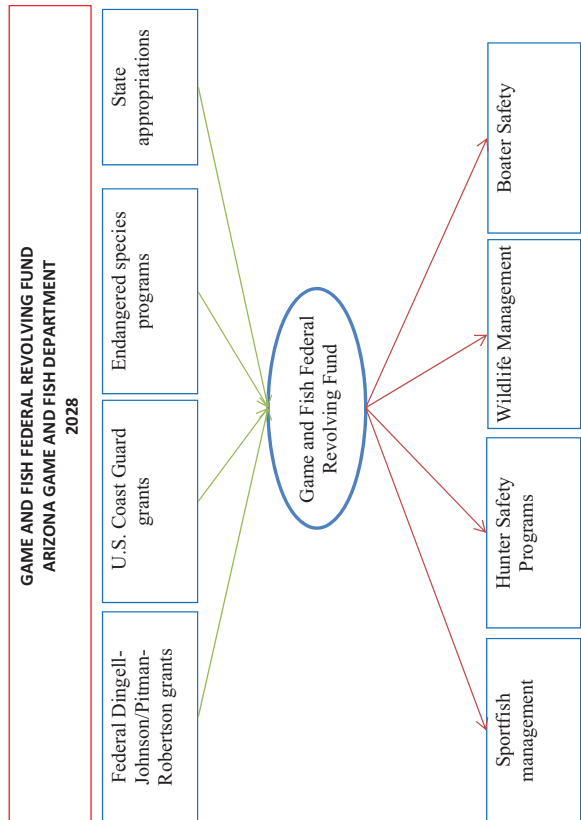 GAME AND FISH FEDERAL REVOLVING FUND
ARIZONA GAME AND FISH DEPARTMENT
2028
Federal Dingell-
Johnson/Pitman-
Robertson grants
U.S. Coast Guard
grants
Endangered species
programs
State
appropriations
Game and Fish Federal
Revolving Fund
Sportfish
management
Hunter Safety
Programs
Wildlife Management
Boater Safety